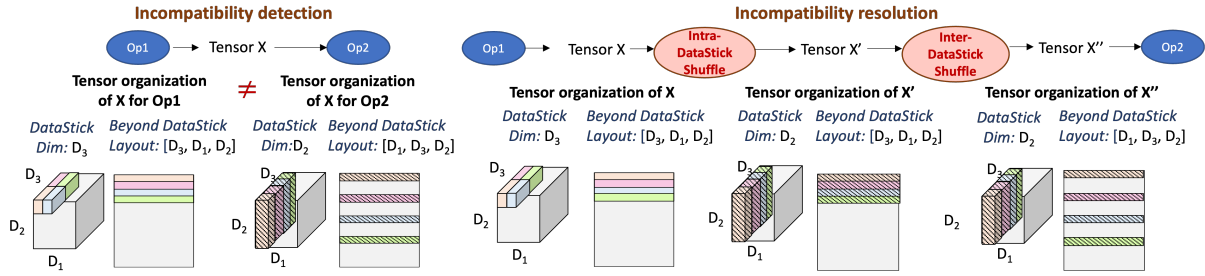 Incompatibility detection
Op1
Tensor X
Op2
Tensor organization
of X for Op1
≠
Tensor organization
of X for Op2
DataStick
Dim: D3
Beyond DataStick
Layout: [D3, D1, D2]
DataStick
Dim:D2
Beyond DataStick
Layout: [D1, D3, D2]
D3
D2
D1
D3
D2
D1
Incompatibility resolution
Op1
Tensor X
Intra-
DataStick
Shuffle
Tensor X'
Inter-
DataStick
Shuffle
Tensor X''
Op2
Tensor organization of X
DataStick
Dim: D3
Beyond DataStick
Layout: [D3, D1, D2]
D3
D2
D1
Tensor organization of X'
DataStick
Dim: D2
Beyond DataStick
Layout: [D3, D1, D2]
D3
D2
D1
Tensor organization of X''
DataStick
Dim: D2
Beyond DataStick
Layout: [D1, D3, D2]
D3
D2
D1